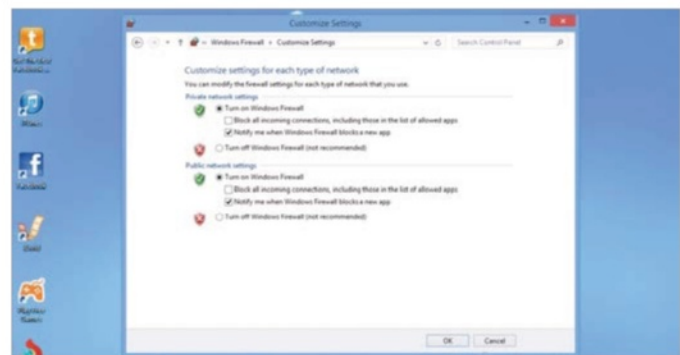 Customize Settings
Windows Firewall
Customize Settings
Search Control Panel
Customize settings for each type of network
You can modify the firewall settings for each type of network that you use.
Private network settings
Turn on Windows Firewall
Block all incoming connections, including those in the list of allowed apps
Notify me when Windows Firewall blocks a new app
Turn off Windows Firewall (not recommended)
Public network settings
Turn on Windows Firewall
Block all incoming connections, including those in the list of allowed apps
Notify me when Windows Firewall blocks a new app
Turn off Windows Firewall (not recommended)
OK
Cancel